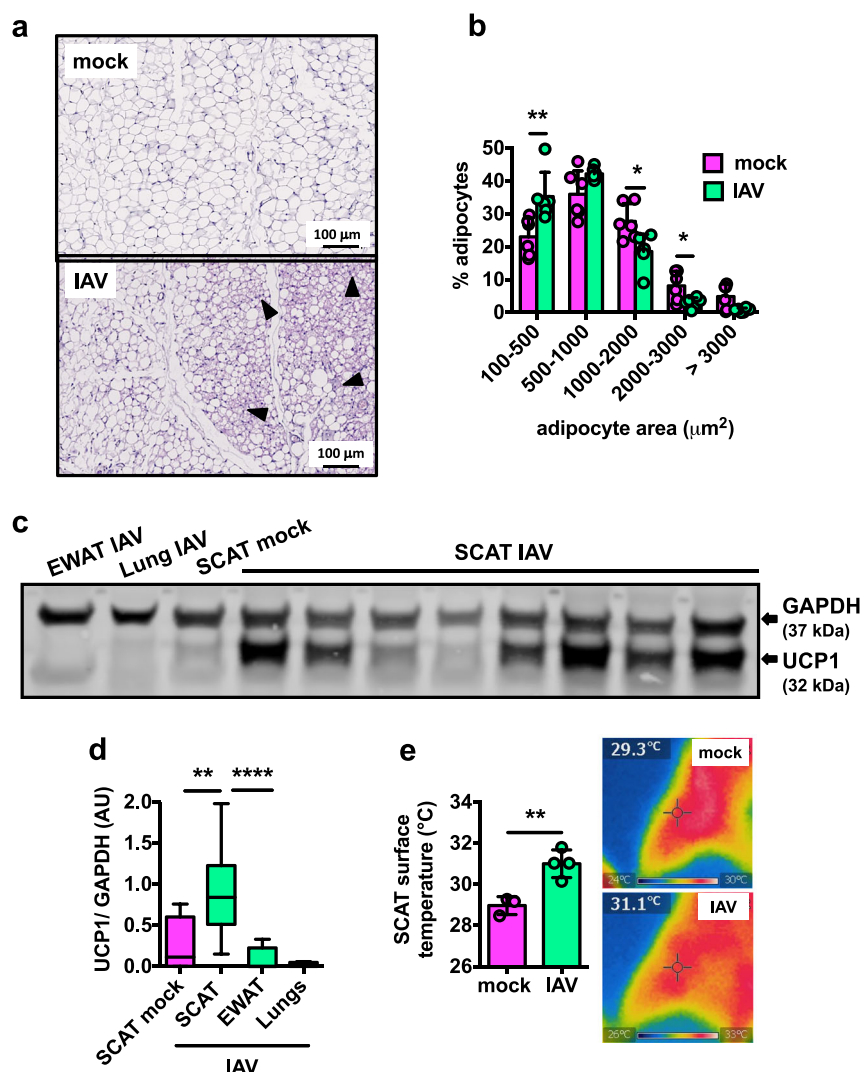 a
mock
100 µm
IAV
100 µm
b
**
*
*
mock
IAV
% adipocytes
50
40
30
20
10
0
100-500
500-1000
1000-2000
2000-3000
> 3000
adipocyte area (µm²)
c
EWAT IAV
Lung IAV
SCAT mock
SCAT IAV
GAPDH
(37 kDa)
UCP1
(32 kDa)
d
** ****
UCP1/ GAPDH (AU)
2.0
1.5
1.0
0.5
0.0
SCAT mock
SCAT
EWAT
Lungs
IAV
e
**
SCAT surface
temperature (°C)
34
32
30
28
26
mock IAV
29.3°C
mock
24°C 30°C
31.1°C
IAV
26°C 33°C